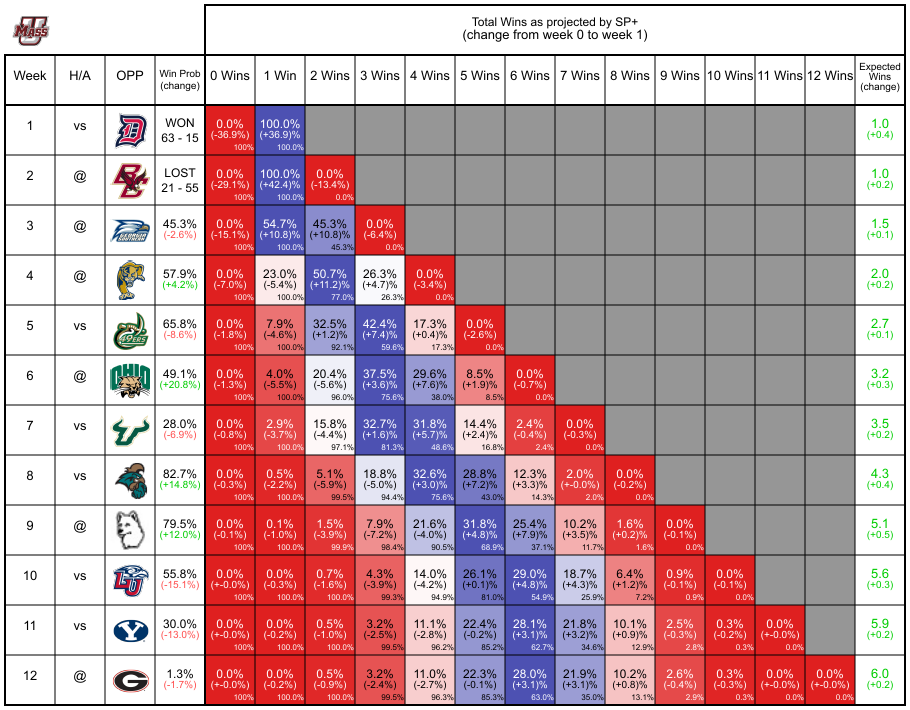 MASS
Total Wins as projected by SP+
(change from week 0 to week 1)
Week H/A OPP Win Prob (change) 0 Wins 1 Win 2 Wins 3 Wins 4 Wins 5 Wins 6 Wins 7 Wins 8 Wins 9 Wins 10 Wins 11 Wins 12 Wins Expected Wins (change)
1 vs WON 0.0% 100.0% 1.0
63 - 15 (-36.9%) (+36.9)% (+0.4)
100% 100.0%
2 @ LOST 0.0% 100.0% 0.0% 1.0
21 - 55 (-29.1%) (+42.4)% (-13.4%) (+0.2)
100% 100.0% 0.0%
3 @ 45.3% 0.0% 54.7% 45.3% 0.0% 1.5
(-2.6%) (-15.1%) (+10.8)% (+10.8)% (-6.4%) (+0.1)
100% 100.0% 45.3% 0.0%
4 @ 57.9% 0.0% 23.0% 50.7% 26.3% 0.0% 2.0
(+4.2%) (-7.0%) (-5.4%) (+11.2)% (+4.7)% (-3.4%) (+0.2)
100% 100.0% 77.0% 26.3% 0.0%
5 vs 49ERS 65.8% 0.0% 7.9% 32.5% 42.4% 17.3% 0.0% 2.7
(-8.6%) (-1.8%) (-4.6%) (+1.2)% (+7.4)% (+0.4)% (-2.6%) (+0.1)
100% 100.0% 92.1% 59.6% 17.3% 0.0%
6 @ OHIO 49.1% 0.0% 4.0% 20.4% 37.5% 29.6% 8.5% 0.0% 3.2
(+20.8%) (-1.3%) (-5.5%) (-5.6%) (+3.6)% (+7.6)% (+1.9)% (-0.7%) (+0.3)
100% 100.0% 96.0% 75.6% 38.0% 8.5% 0.0%
7 vs 28.0% 0.0% 2.9% 15.8% 32.7% 31.8% 14.4% 2.4% 0.0% 3.5
(-6.9%) (-0.8%) (-3.7%) (-4.4%) (+1.6)% (+5.7)% (+2.4)% (-0.4%) (-0.3%) (+0.2)
100% 100.0% 97.1% 81.3% 48.6% 16.8% 2.4% 0.0%
8 vs 82.7% 0.0% 0.5% 5.1% 18.8% 32.6% 28.8% 12.3% 2.0% 0.0% 4.3
(+14.8%) (-0.3%) (-2.2%) (-5.9%) (-5.0%) (+3.0)% (+7.2)% (+3.3)% (+-0.0)% (-0.2%) (+0.4)
100% 100.0% 99.5% 94.4% 75.6% 43.0% 14.3% 2.0% 0.0%
9 @ 79.5% 0.0% 0.1% 1.5% 7.9% 21.6% 31.8% 25.4% 10.2% 1.6% 0.0% 5.1
(+12.0%) (-0.1%) (-1.0%) (-3.9%) (-7.2%) (-4.0%) (+4.8)% (+7.9)% (+3.5)% (+0.2)% (-0.1%) (+0.5)
100% 100.0% 99.9% 98.4% 90.5% 68.9% 37.1% 11.7% 1.6% 0.0%
10 vs LU 55.8% 0.0% 0.0% 0.7% 4.3% 14.0% 26.1% 29.0% 18.7% 6.4% 0.9% 0.0% 5.6
(-15.1%) (+-0.0%) (-0.3%) (-1.6%) (-3.9%) (-4.2%) (+0.1)% (+4.8)% (+4.3)% (+1.2)% (-0.1%) (-0.1%) (+0.3)
100% 100.0% 100.0% 99.3% 94.9% 81.0% 54.9% 25.9% 7.2% 0.9% 0.0%
11 vs Y 30.0% 0.0% 0.0% 0.5% 3.2% 11.1% 22.4% 28.1% 21.8% 10.1% 2.5% 0.3% 0.0% 5.9
(-13.0%) (+-0.0%) (-0.2%) (-1.0%) (-2.5%) (-2.8%) (-0.2%) (+3.1)% (+3.2)% (+0.9)% (-0.3%) (-0.2%) (+-0.0%) (+0.2)
100% 100.0% 100.0% 99.5% 96.2% 85.2% 62.7% 34.6% 12.9% 2.8% 0.3% 0.0%
12 @ G 1.3% 0.0% 0.0% 0.5% 3.2% 11.0% 22.3% 28.0% 21.9% 10.2% 2.6% 0.3% 0.0% 0.0% 6.0
(-1.7%) (+-0.0%) (-0.2%) (-0.9%) (-2.4%) (-2.7%) (-0.1%) (+3.1)% (+3.1)% (+0.8)% (-0.4%) (-0.3%) (+-0.0%) (+-0.0%) (+0.2)
100% 100.0% 100.0% 99.5% 96.3% 85.3% 63.0% 35.0% 13.1% 2.9% 0.3% 0.0% 0.0%